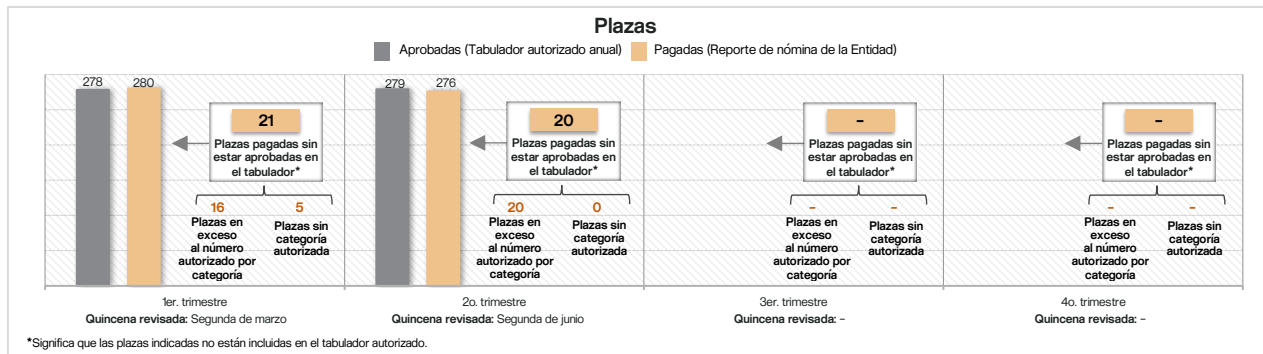 Plazas
Aprobadas (Tabulador autorizado anual) Pagadas (Reporte de nómina de la Entidad)
278
280
21
Plazas pagadas sin
estar aprobadas en
el tabulador*
16
Plazas en
exceso
al número
autorizado por
categoría
5
Plazas sin
categoría
autorizada
1er. trimestre
Quincena revisada: Segunda de marzo
279
276
20
Plazas pagadas sin
estar aprobadas en
el tabulador*
20
Plazas en
exceso
al número
autorizado por
categoría
0
Plazas sin
categoría
autorizada
2o. trimestre
Quincena revisada: Segunda de junio
–
Plazas pagadas sin
estar aprobadas en
el tabulador*
–
Plazas en
exceso
al número
autorizado por
categoría
–
Plazas sin
categoría
autorizada
3er. trimestre
Quincena revisada: –
–
Plazas pagadas sin
estar aprobadas en
el tabulador*
–
Plazas en
exceso
al número
autorizado por
categoría
–
Plazas sin
categoría
autorizada
4o. trimestre
Quincena revisada: –
*Significa que las plazas indicadas no están incluidas en el tabulador autorizado.